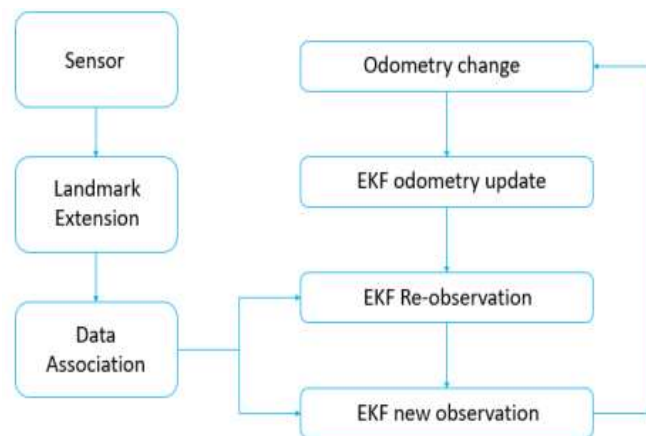 Sensor
Landmark
Extension
Data
Association
Odometry change
EKF odometry update
EKF Re-observation
EKF new observation